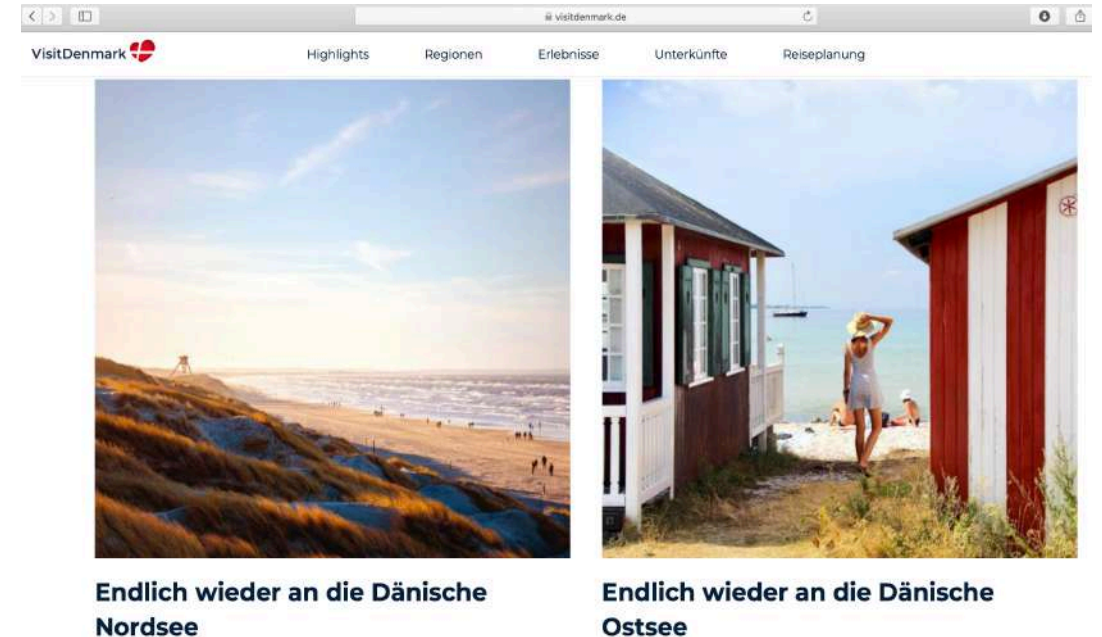 visitdenmark.de
VisitDenmark
Highlights Regionen Erlebnisse Unterkünfte Reiseplanung
Endlich wieder an die Dänische
Nordsee
Endlich wieder an die Dänische
Ostsee